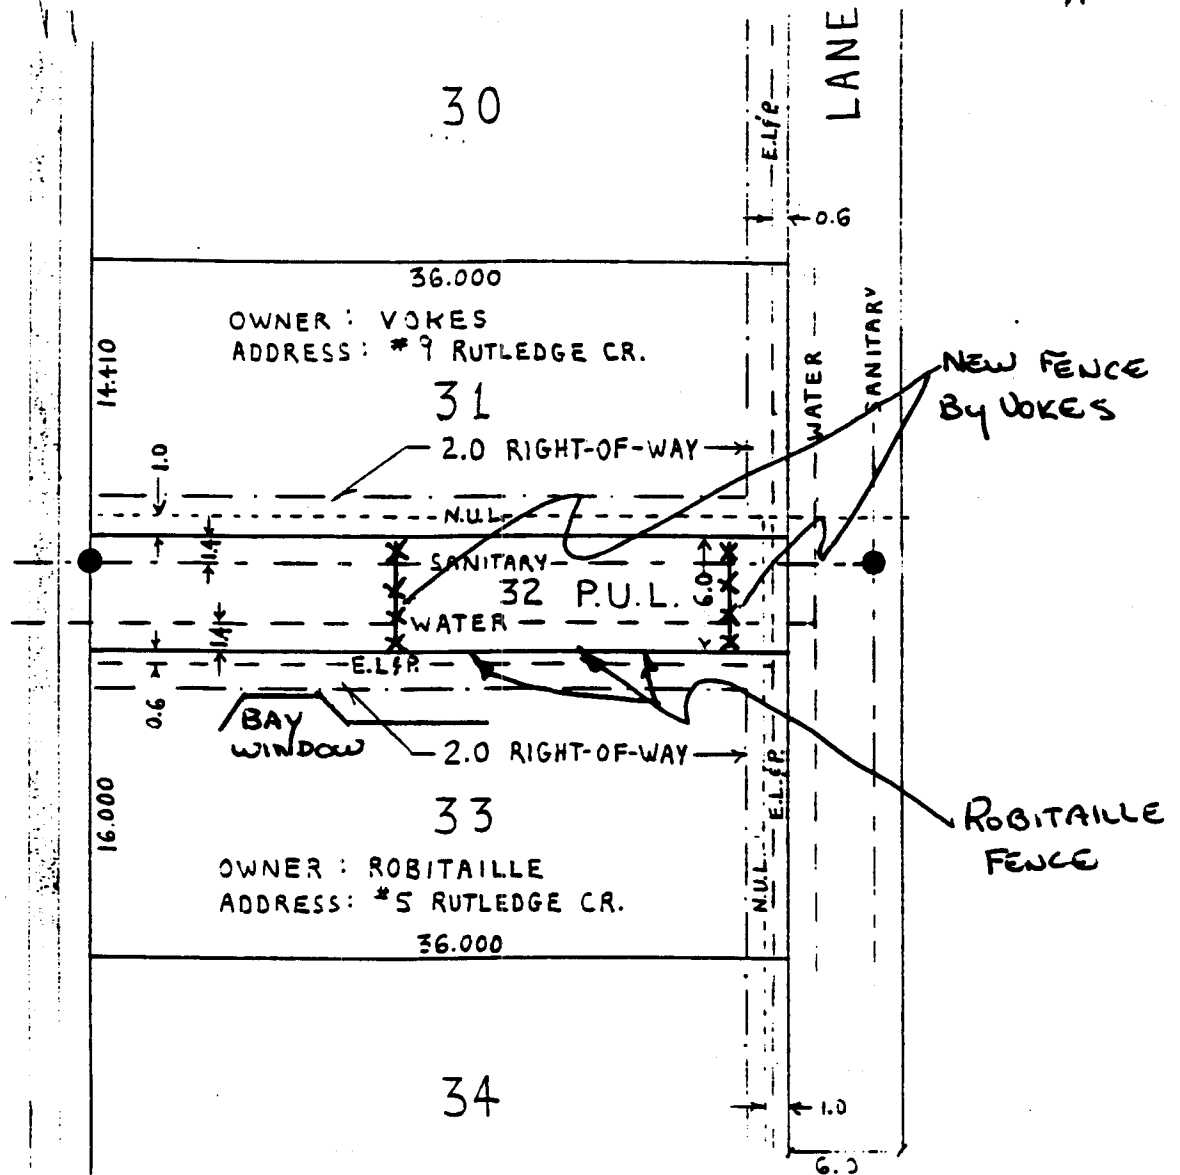 LANE
30
E.L&P.
0.6
36.000
OWNER : VOKES
ADDRESS : #9 RUTLEDGE CR.
14.410
31
WATER
SANITARY
NEW FENCE
By VOKES
2.0 RIGHT-OF-WAY
1.0
N.U.L.
1.4
SANITARY
32 P.U.L.
6.0
1.4
WATER
E.L&P.
0.6
BAY
WINDOW
2.0 RIGHT-OF-WAY
E.L.&P.
16.000
33
ROBITAILLE
FENCE
OWNER : ROBITAILLE
ADDRESS: #5 RUTLEDGE CR.
N.U.L.
36.000
34
1.0
6.0